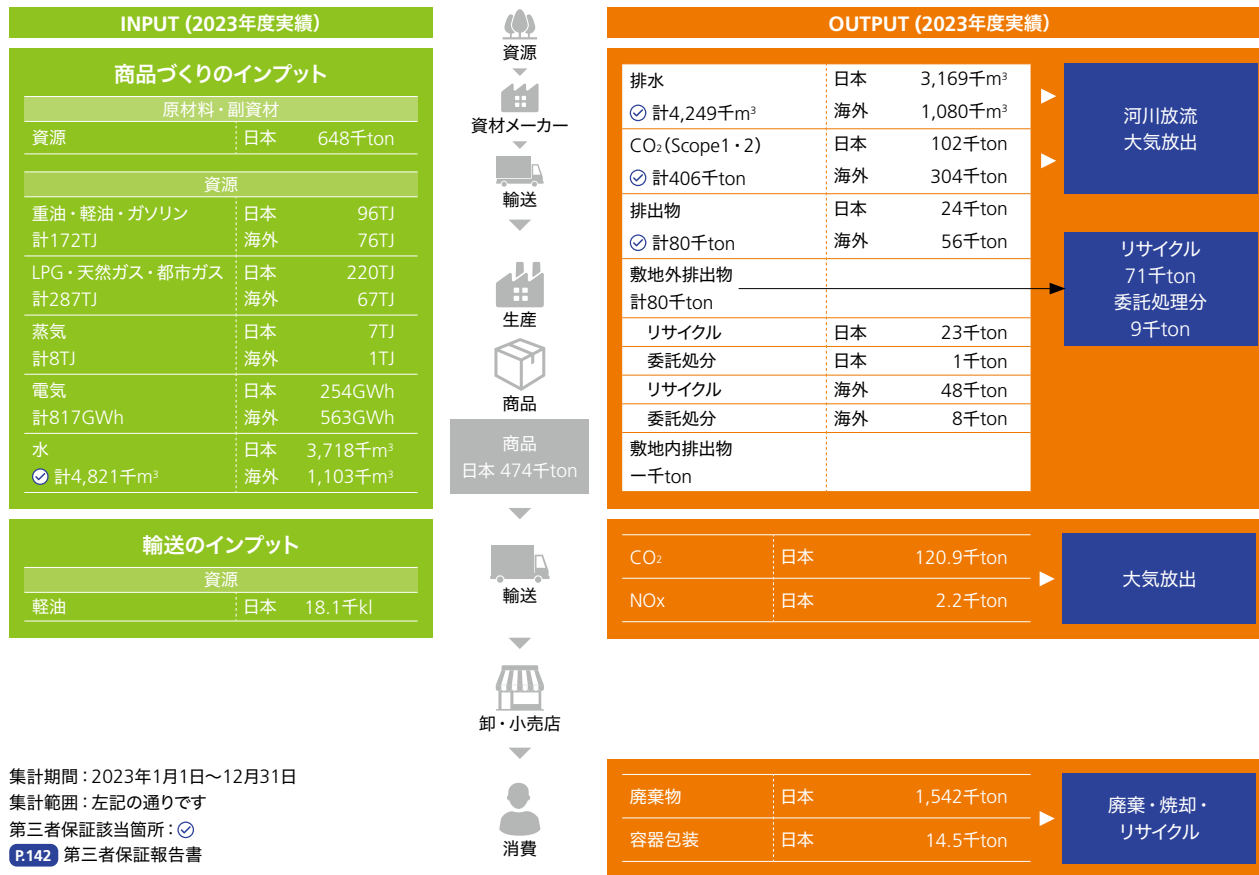 INPUT (2023年度実績)
商品づくりのインプット
原材料・副資材
資源 日本 648千ton
資源
重油・軽油・ガソリン 日本 96TJ
計172TJ 海外 76TJ
LPG・天然ガス・都市ガス 日本 220TJ
計287TJ 海外 67TJ
蒸気 日本 7TJ
計8TJ 海外 1TJ
電気 日本 254GWh
計817GWh 海外 563GWh
水 日本 3,718千m³
計4,821千m³ 海外 1,103千m³
輸送のインプット
資源
軽油 日本 18.1千kl
資源
資材メーカー
輸送
生産
商品
商品
日本 474千ton
輸送
卸・小売店
消費
OUTPUT (2023年度実績)
排水 日本 3,169千m³
計4,249千m³ 海外 1,080千m³
CO₂(Scope1・2) 日本 102千ton
計406千ton 海外 304千ton
排出物 日本 24千ton
計80千ton 海外 56千ton
敷地外排出物
計80千ton
リサイクル 日本 23千ton
委託処分 日本 1千ton
リサイクル 海外 48千ton
委託処分 海外 8千ton
敷地内排出物
ー千ton
河川放流
大気放出
リサイクル
71千ton
委託処理分
9千ton
CO₂ 日本 120.9千ton
NOx 日本 2.2千ton
大気放出
廃棄物 日本 1,542千ton
容器包装 日本 14.5千ton
廃棄・焼却・
リサイクル
集計期間：2023年1月1日～12月31日
集計範囲：左記の通りです
第三者保証該当箇所：
P.142 第三者保証報告書